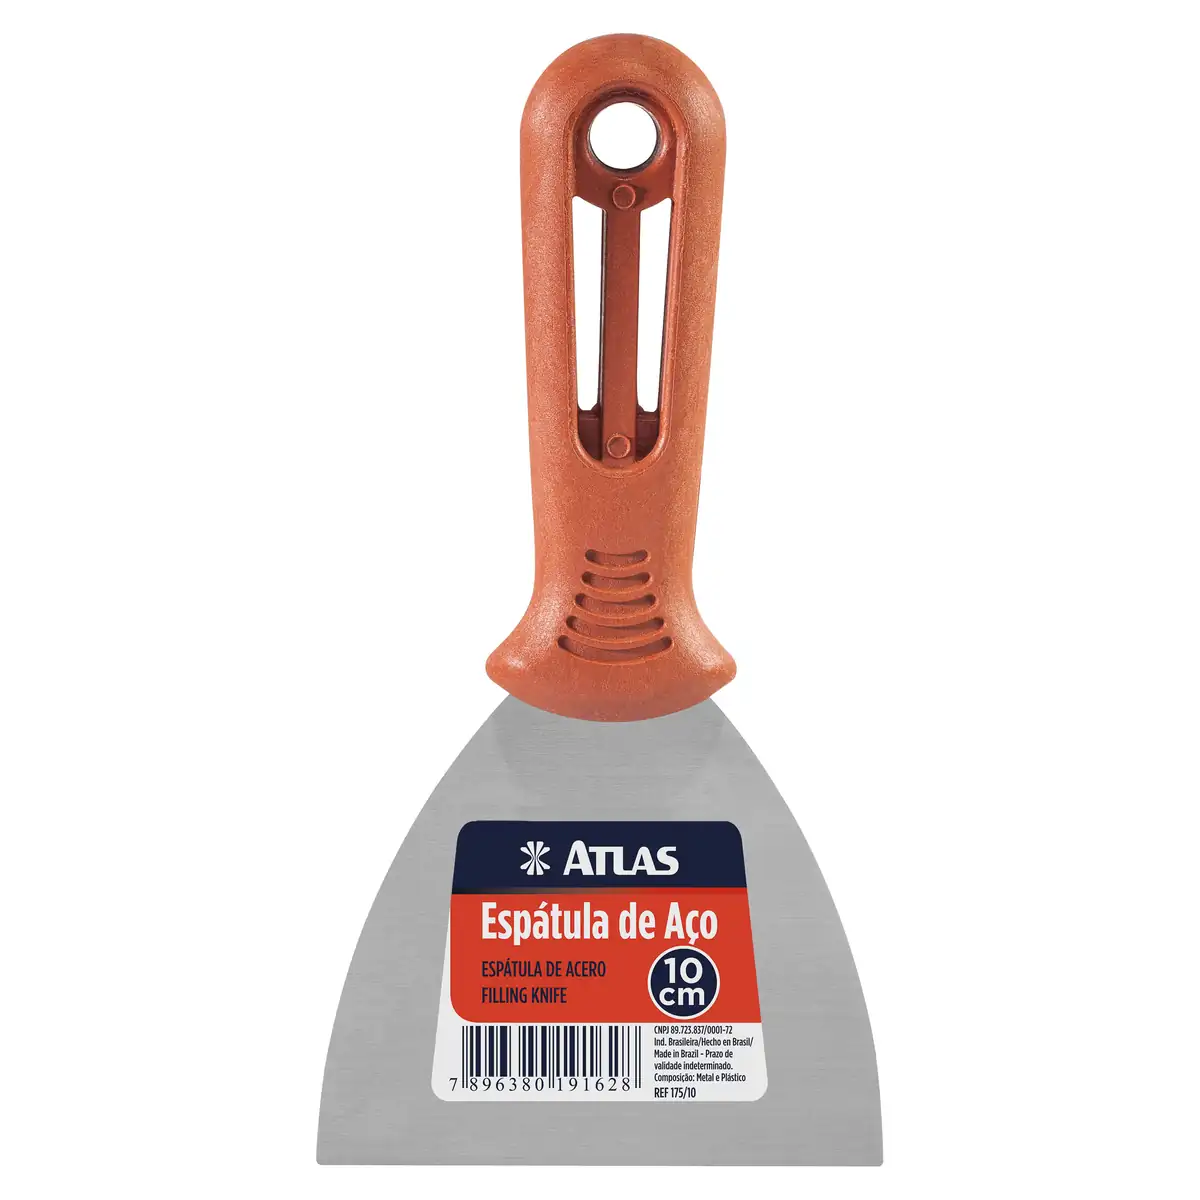 ATLAS
Espátula de Aço
ESPÁTULA DE ACERO
FILLING KNIFE
10
cm
CNPJ 89.723.837/0001-72
Ind. Brasileira/Hecho en Brasil/
Made in Brazil - Prazo de
validade indeterminado.
Composição: Metal e Plástico
REF 175/10
7 896380 191628